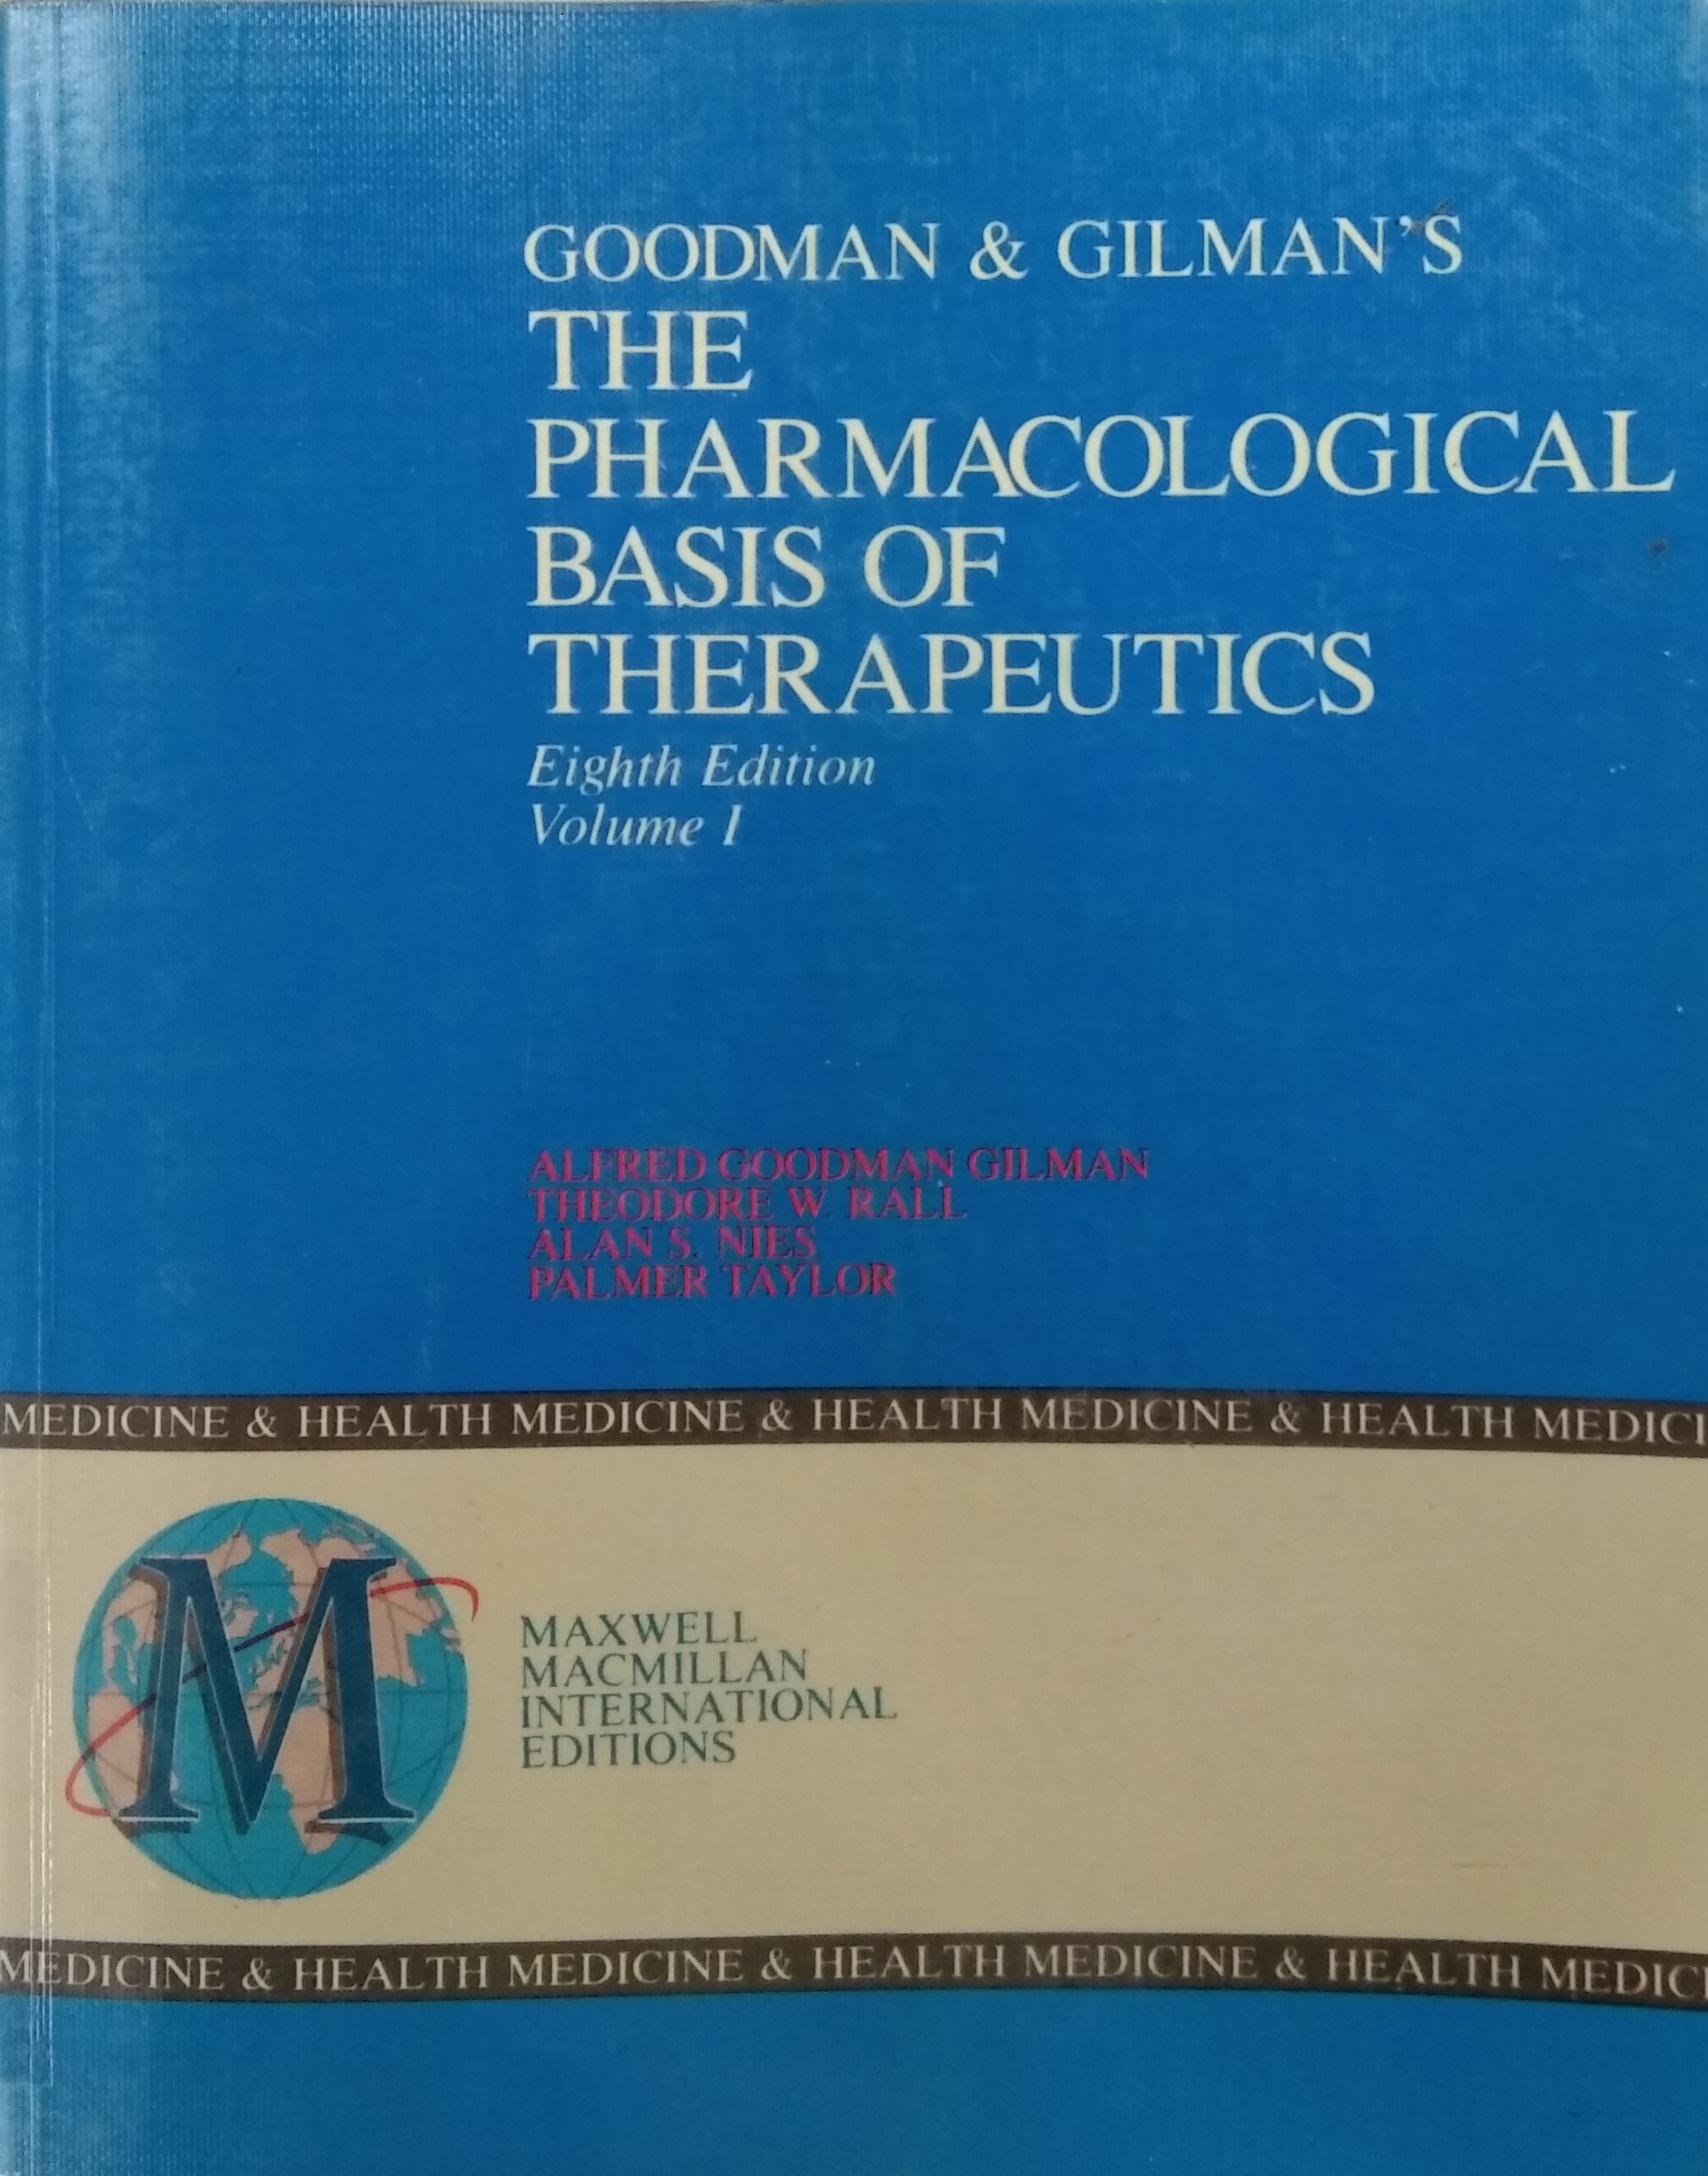 GOODMAN & GILMAN'S
THE
PHARMACOLOGICAL
BASIS OF
THERAPEUTICS
Eighth Edition
Volume I
ALFRED GOODMAN GILMAN
THEODORE W. RALL
ALAN S. NIES
PALMER TAYLOR
MEDICINE & HEALTH MEDICINE & HEALTH MEDICINE & HEALTH MEDICI
M
MAXWELL
MACMILLAN
INTERNATIONAL
EDITIONS
MEDICINE & HEALTH MEDICINE & HEALTH MEDICINE & HEALTH MEDICI